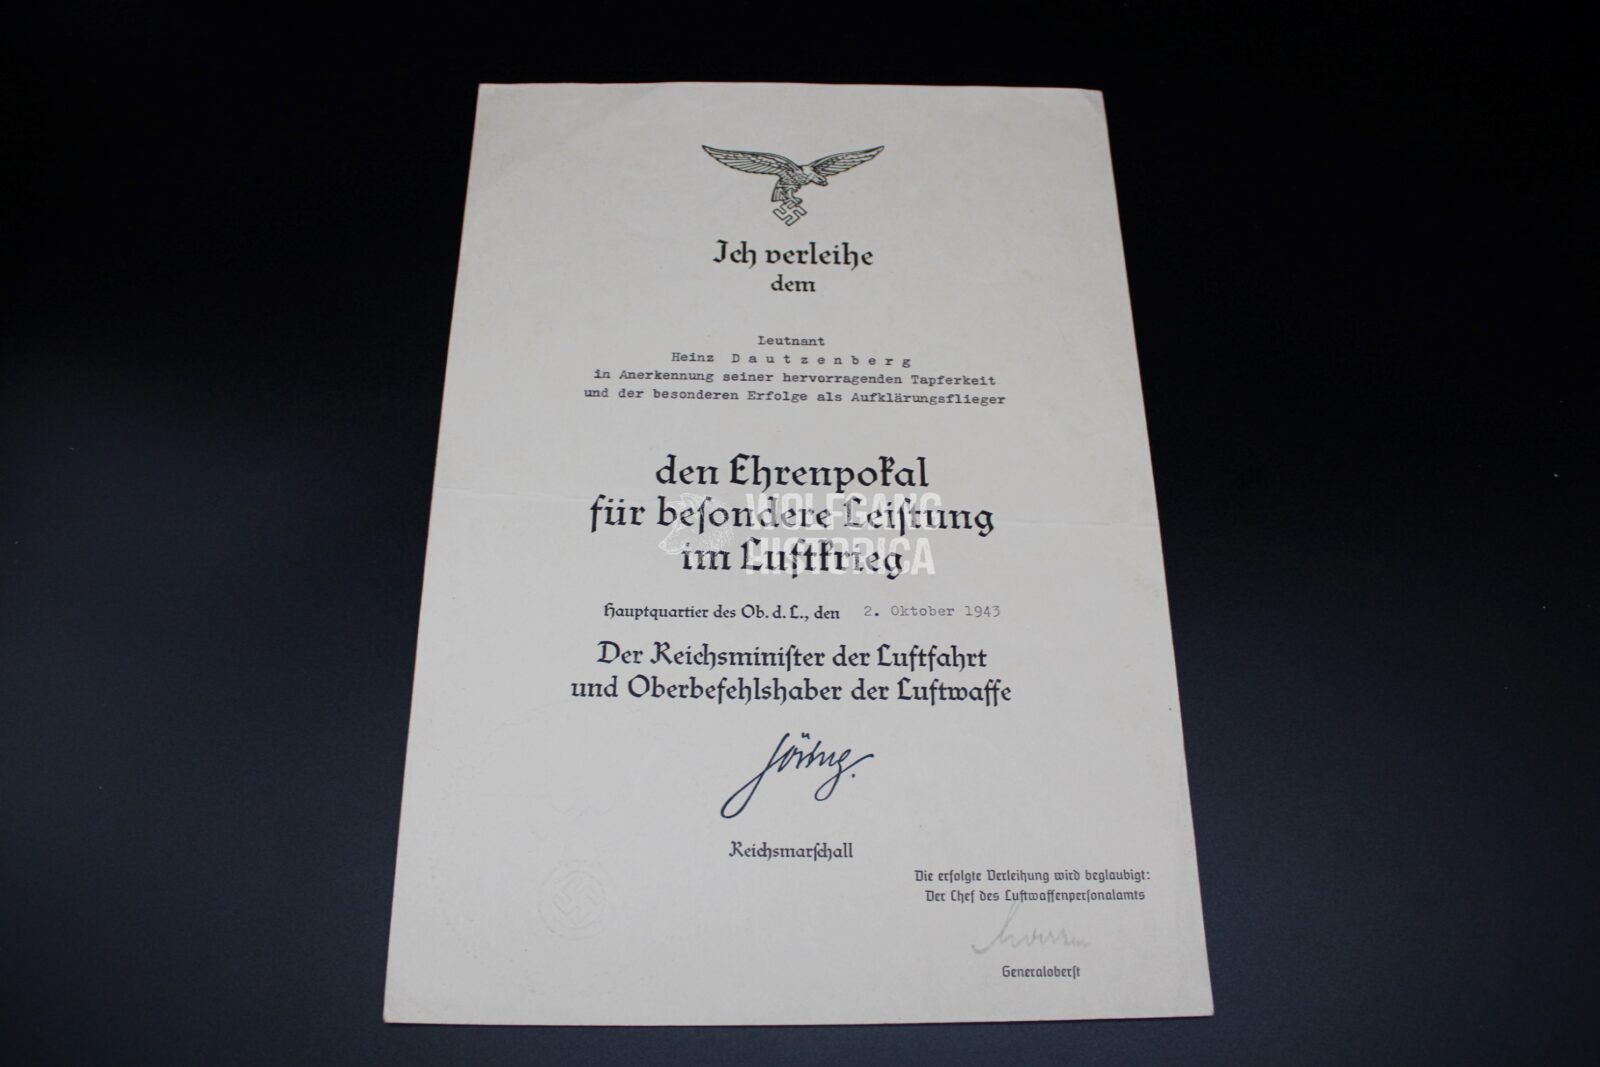 Ich verleihe
dem
Leutnant
Heinz D a u t z e n b e r g
in Anerkennung seiner hervorragenden Tapferkeit
und der besonderen Erfolge als Aufklärungsflieger
den Ehrenpokal
für besondere Leistung
im Luftkrieg
WOLFGANG
HISTORICA
Hauptquartier des Ob. d. L., den 2. Oktober 1943
Der Reichsminister der Luftfahrt
und Oberbefehlshaber der Luftwaffe
Göring.
Reichsmarschall
Die erfolgte Verleihung wird beglaubigt:
Der Chef des Luftwaffenpersonalamts
Generaloberst